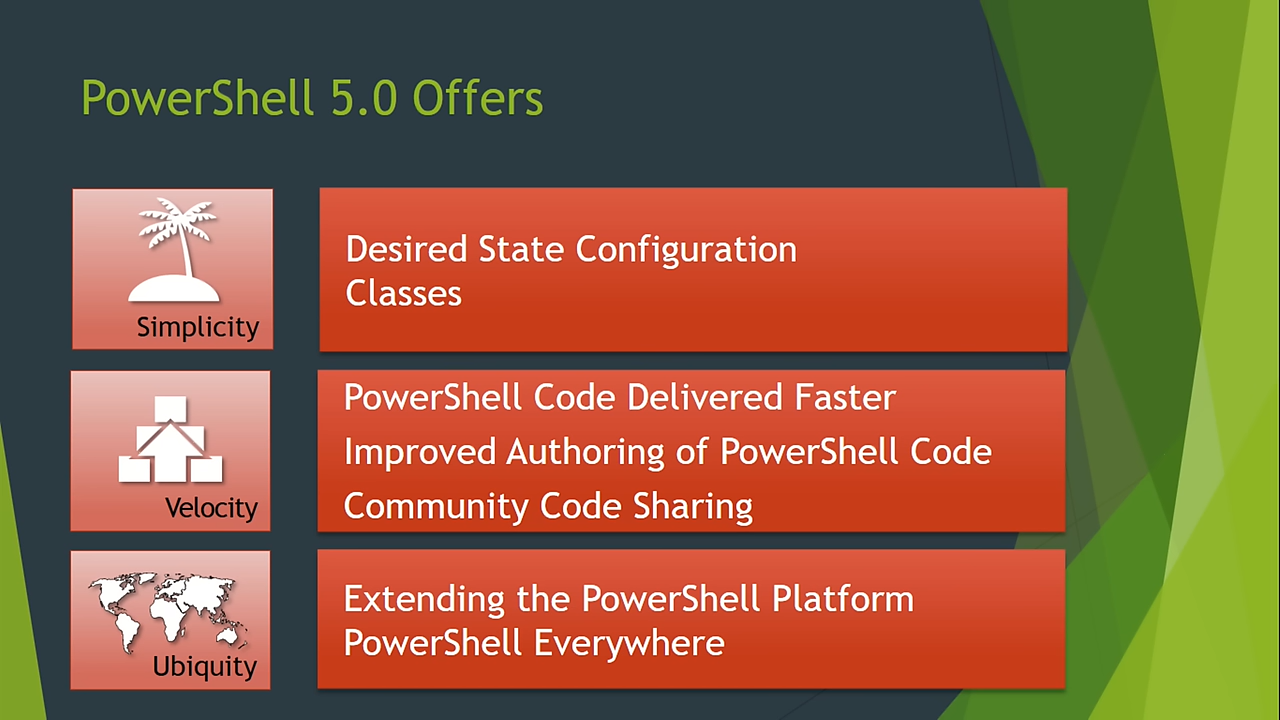 PowerShell 5.0 Offers
Simplicity
Desired State Configuration
Classes
Velocity
PowerShell Code Delivered Faster
Improved Authoring of PowerShell Code
Community Code Sharing
Ubiquity
Extending the PowerShell Platform
PowerShell Everywhere